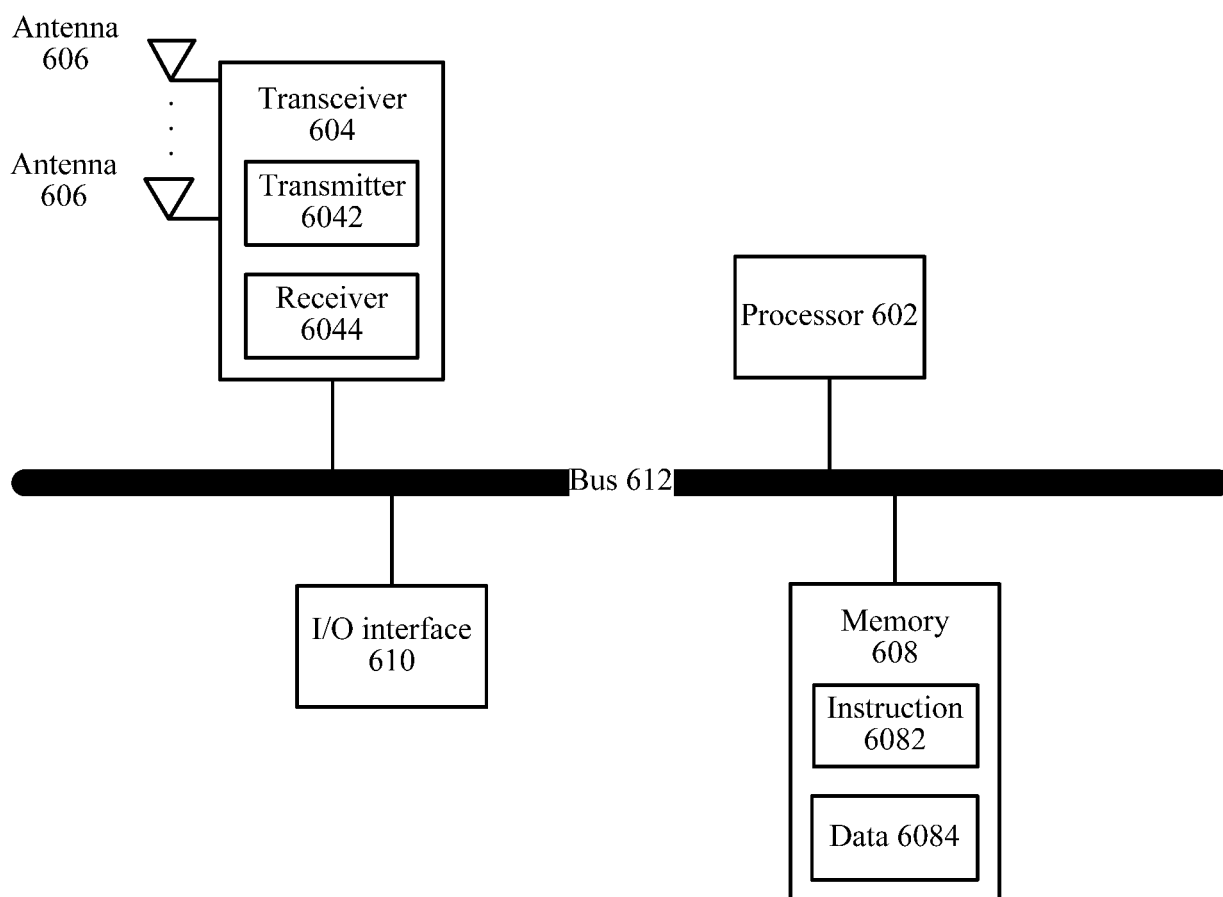 Antenna
606
Antenna
606
Transceiver
604
Transmitter
6042
Receiver
6044
Processor 602
Bus 612
I/O interface
610
Memory
608
Instruction
6082
Data 6084